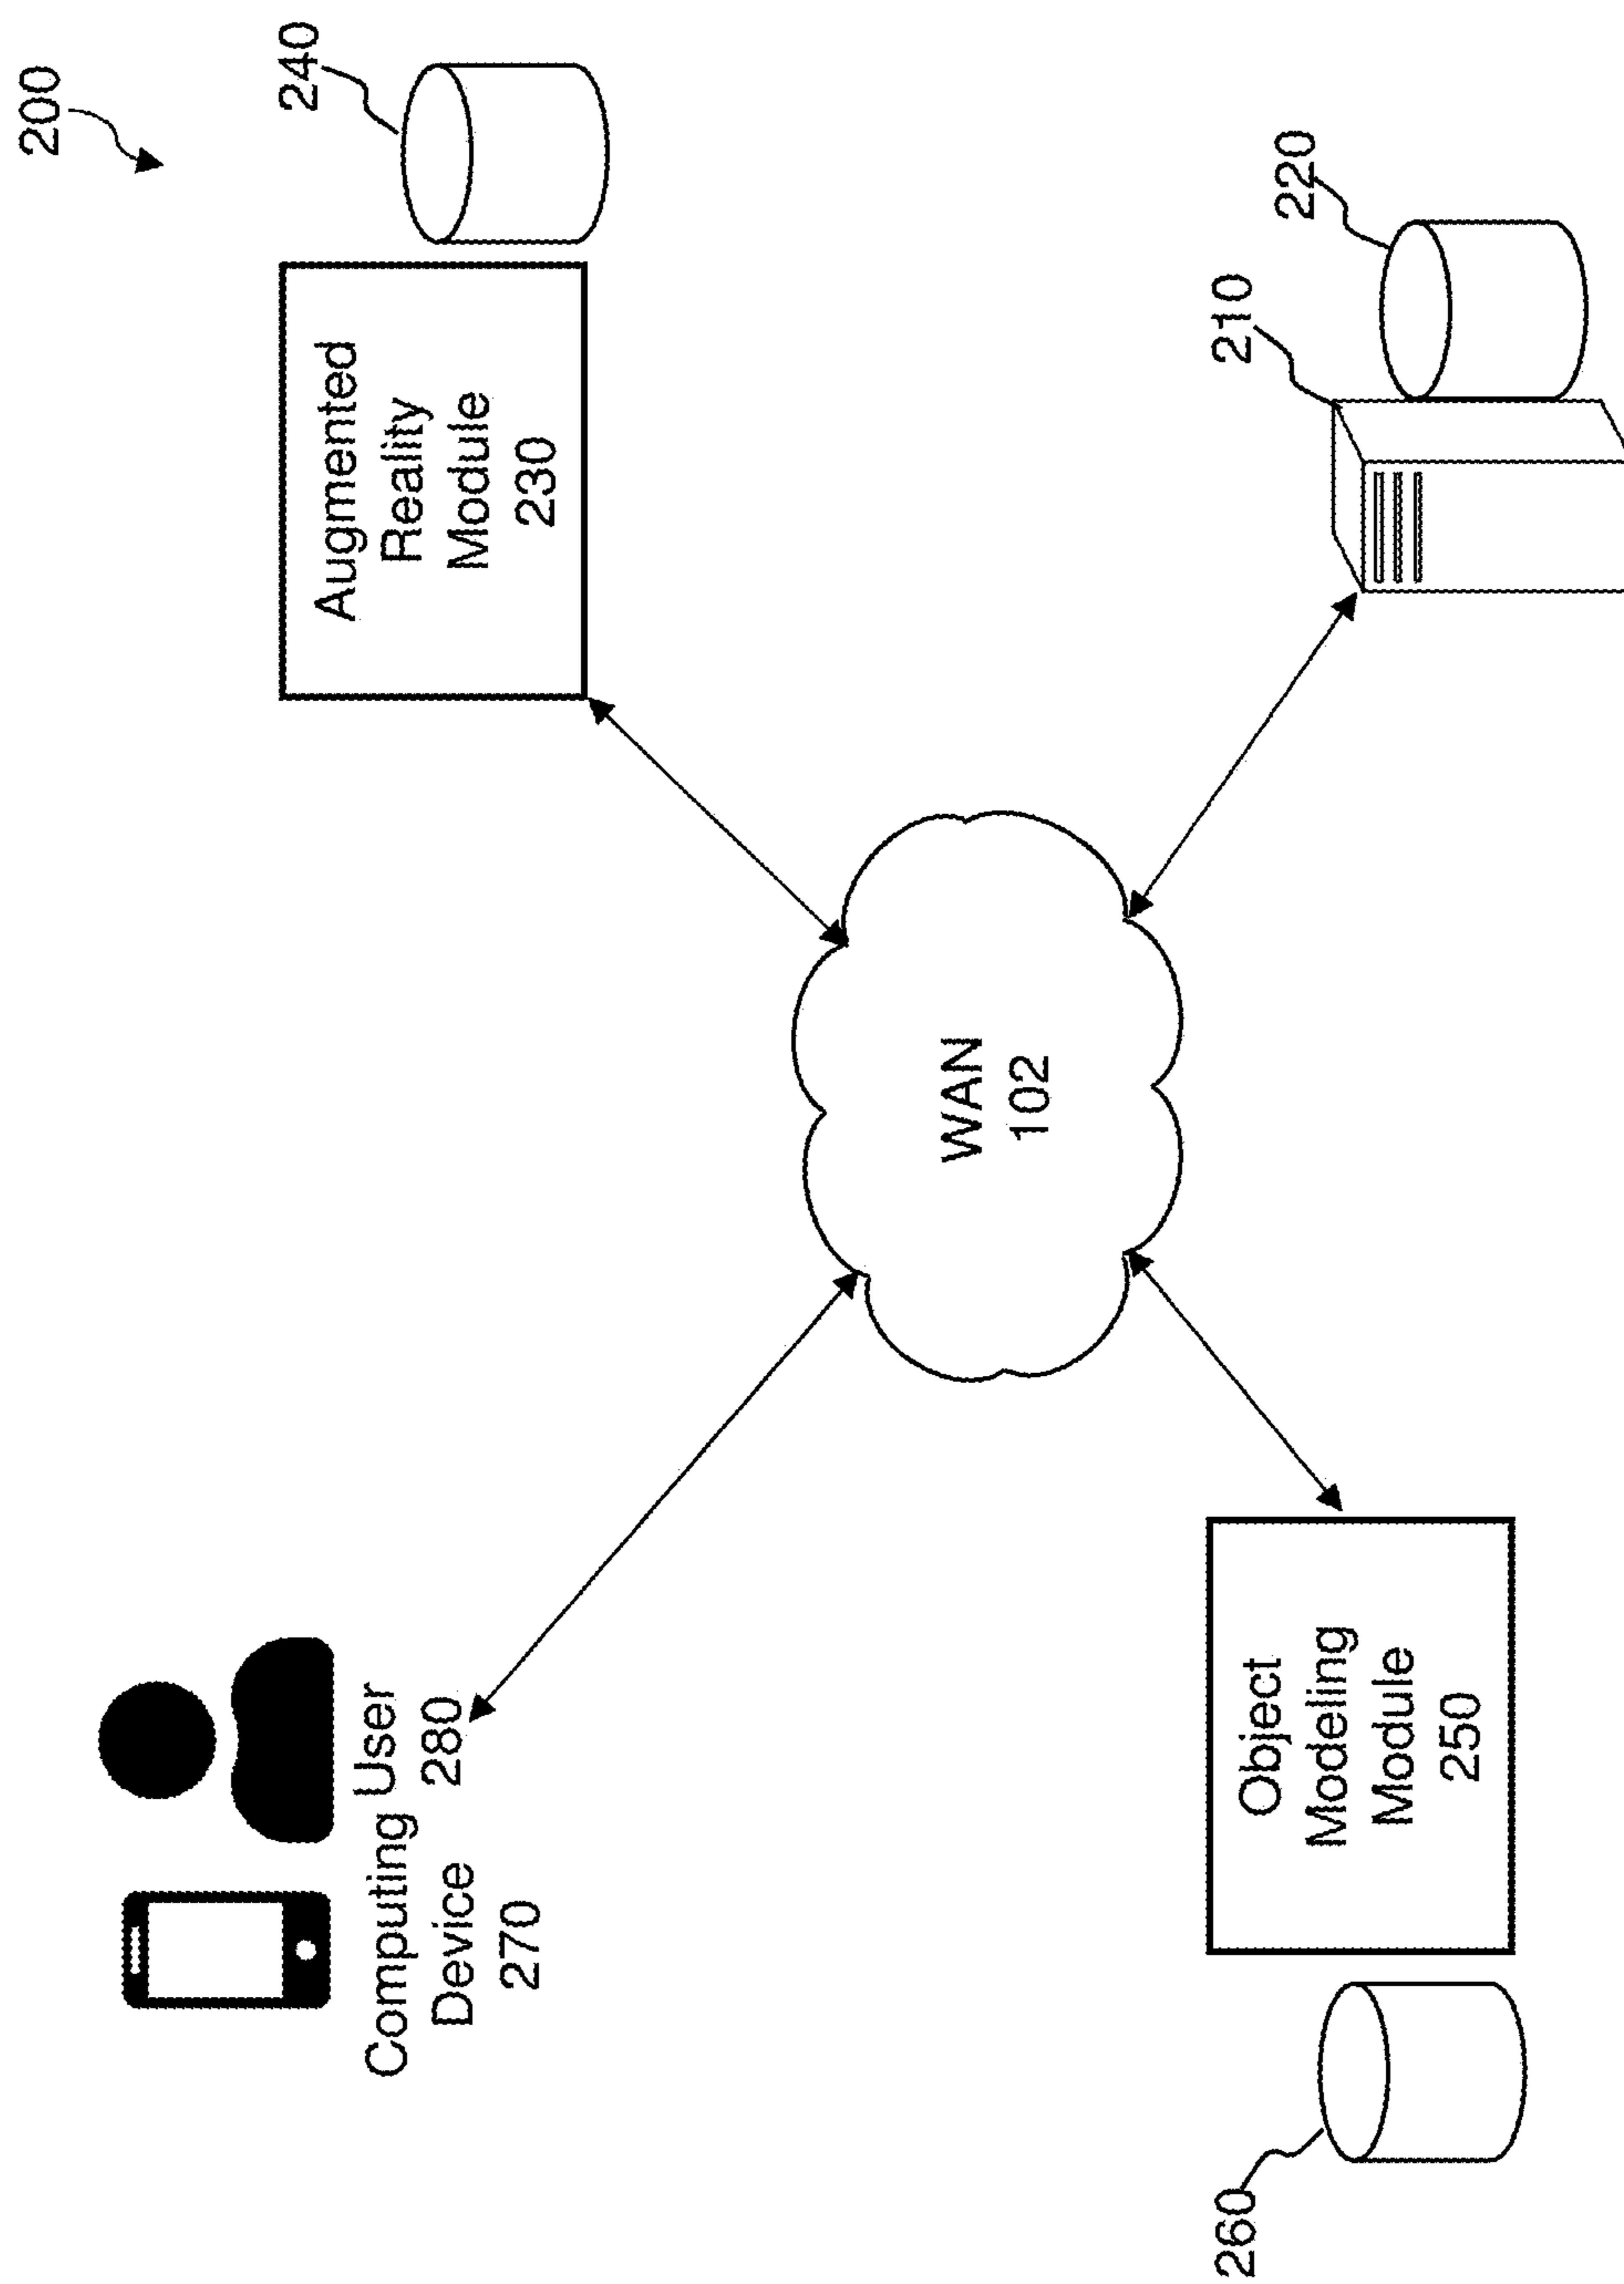 200
Computing
Device
270
User
280
Augmented
Reality
Module
230
240
WAN
102
260
Object
Modeling
Module
250
210
220